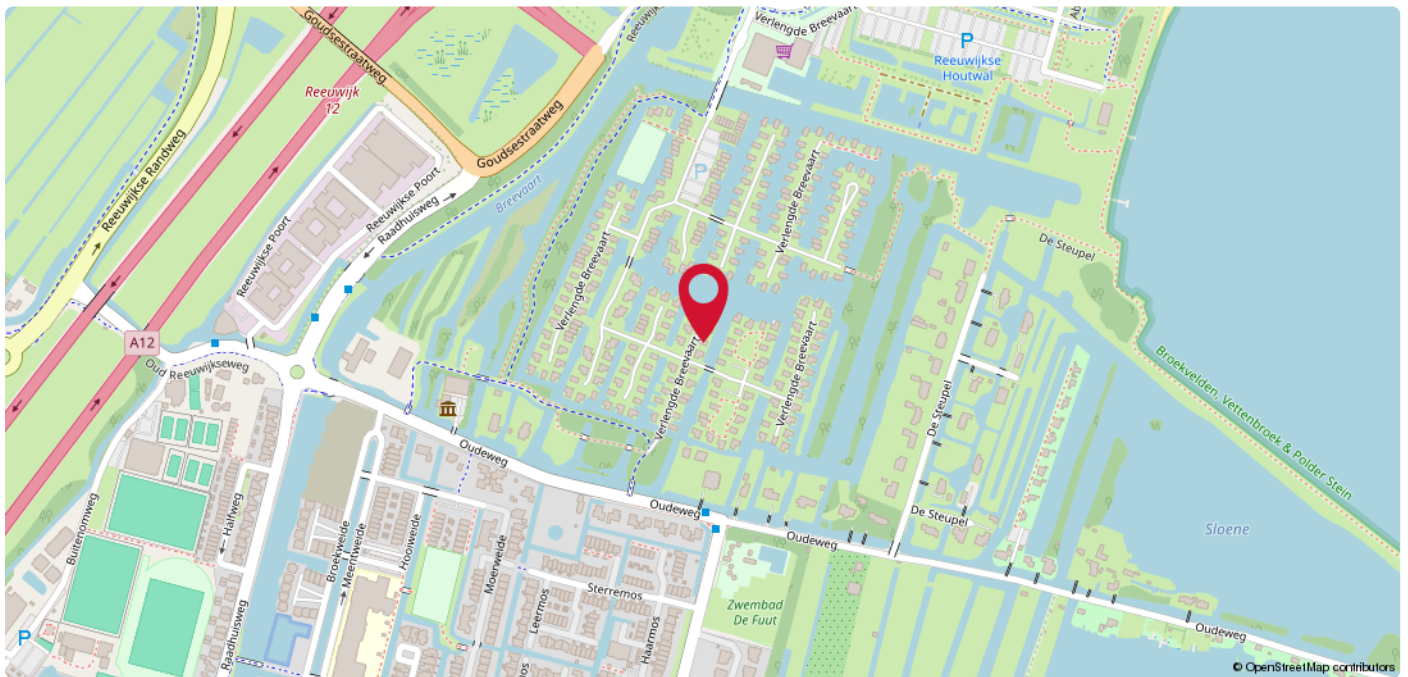 Goudsestraatweg
Reeuwijk
12
Reeuwijkse Randweg
Reeuwijkse Poort
Reeuwijkse Poort
Raadhuisweg
Goudsestraatweg
Breevaart
Reeuwijk
Verlengde Breevaart
P
Reeuwijkse
Houtwal
P
Verlengde Breevaart
Verlengde Breevaart
Verlengde Breevaart
Verlengde Breevaart
De Steupel
De Steupel
De Steupel
Broekvelden, Vettenbroek & Polder Stein
Sloene
A12
Oud Reeuwijkseweg
Oudeweg
Oudeweg
Oudeweg
Oudeweg
Buitenomweg
Halfweg
Raadhuisweg
Broekweide
Meentweide
Hooiweide
Moerweide
Leermos
Sterremos
Haarmos
Zwembad
De Fuut
P
© OpenStreetMap contributors